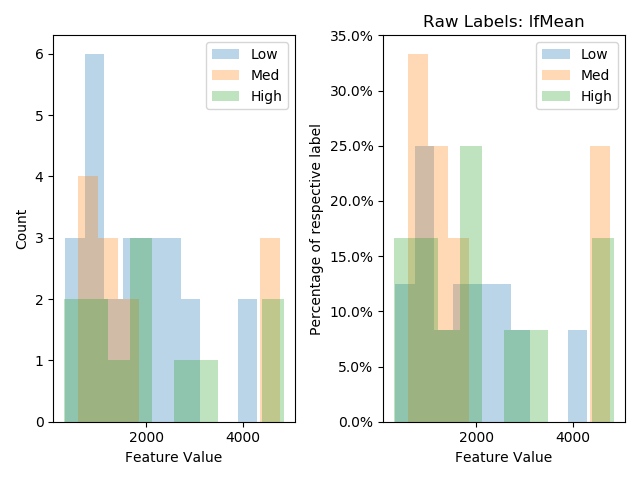 Raw Labels: lfMean
6
5
4
3
2
1
0
Count
2000
4000
Feature Value
Low
Med
High
35.0%
30.0%
25.0%
20.0%
15.0%
10.0%
5.0%
0.0%
Percentage of respective label
2000
4000
Feature Value
Low
Med
High